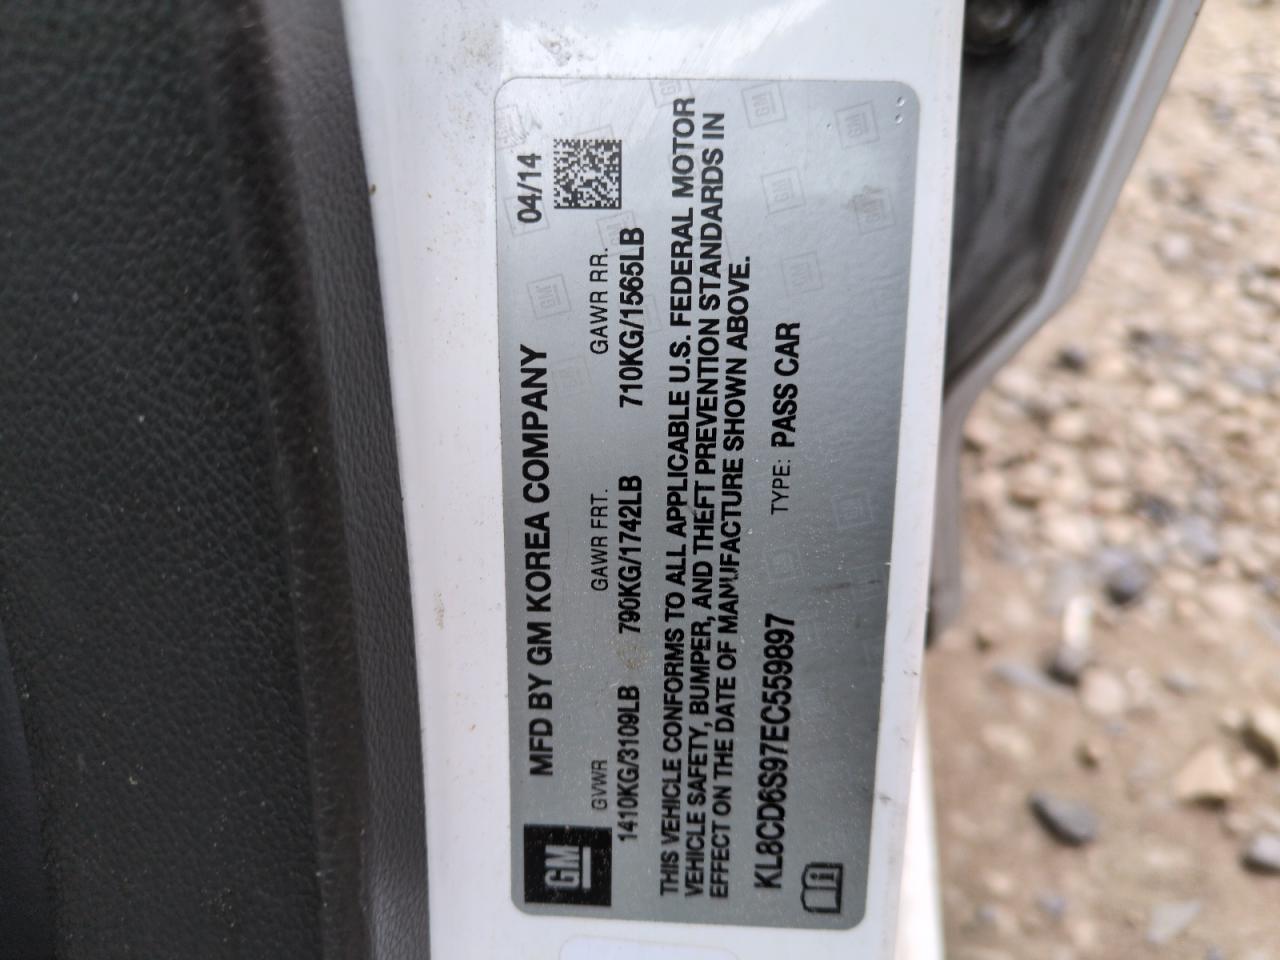 GM
MFD BY GM KOREA COMPANY 04/14
GVWR GAWR FRT. GAWR RR.
1410KG/3109LB 790KG/1742LB 710KG/1565LB
THIS VEHICLE CONFORMS TO ALL APPLICABLE U.S. FEDERAL MOTOR
VEHICLE SAFETY, BUMPER, AND THEFT PREVENTION STANDARDS IN
EFFECT ON THE DATE OF MANUFACTURE SHOWN ABOVE.
KL8CD6S97EC559897 TYPE: PASS CAR